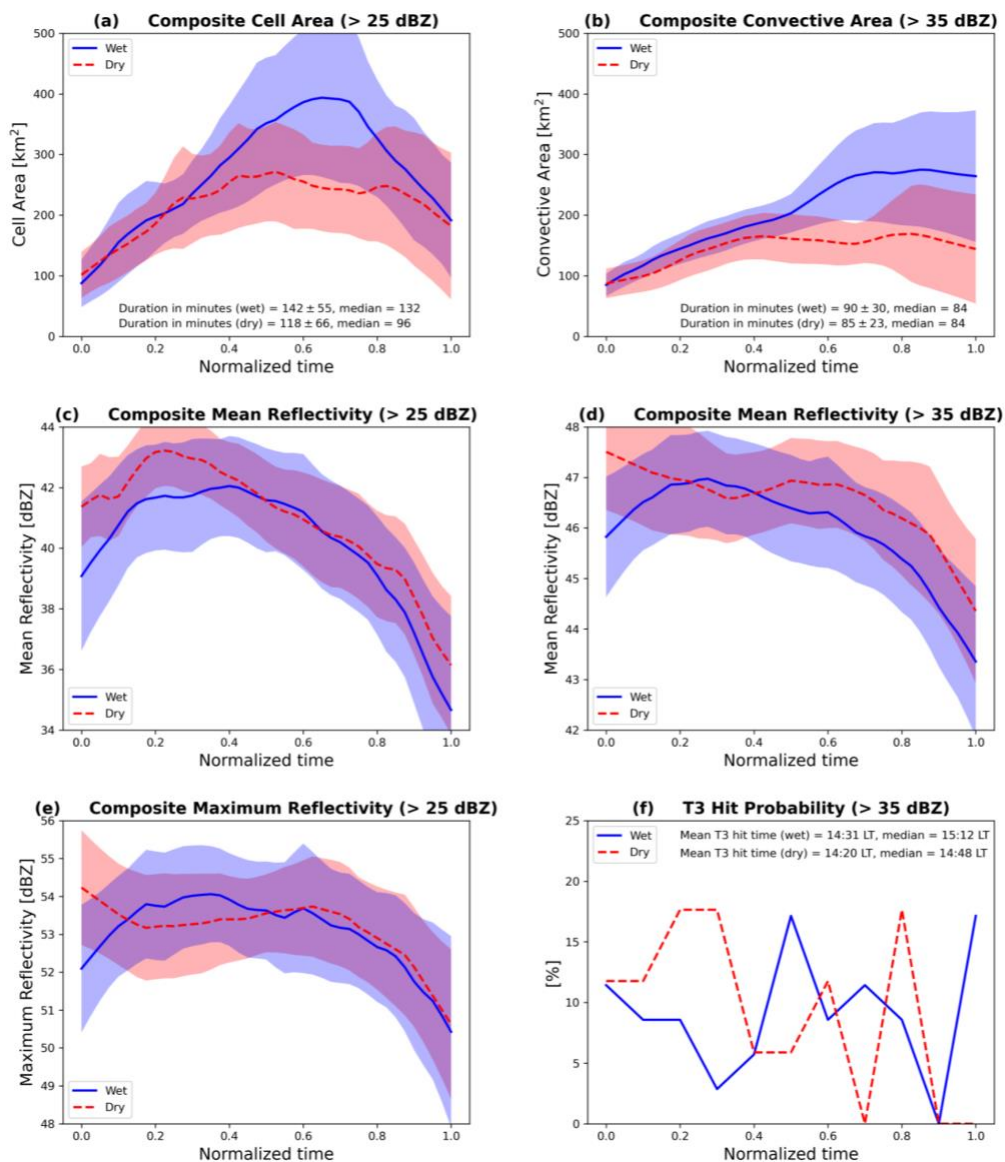 (a) Composite Cell Area (> 25 dBZ)
500
400
300
200
100
0
Cell Area [km²]
Wet
Dry
Duration in minutes (wet) = 142 ± 55, median = 132
Duration in minutes (dry) = 118 ± 66, median = 96
0.0 0.2 0.4 0.6 0.8 1.0
Normalized time
(b) Composite Convective Area (> 35 dBZ)
500
400
300
200
100
0
Convective Area [km²]
Wet
Dry
Duration in minutes (wet) = 90 ± 30, median = 84
Duration in minutes (dry) = 85 ± 23, median = 84
0.0 0.2 0.4 0.6 0.8 1.0
Normalized time
(c) Composite Mean Reflectivity (> 25 dBZ)
44
42
40
38
36
34
Mean Reflectivity [dBZ]
Wet
Dry
0.0 0.2 0.4 0.6 0.8 1.0
Normalized time
(d) Composite Mean Reflectivity (> 35 dBZ)
48
47
46
45
44
43
42
Mean Reflectivity [dBZ]
Wet
Dry
0.0 0.2 0.4 0.6 0.8 1.0
Normalized time
(e) Composite Maximum Reflectivity (> 25 dBZ)
56
55
54
53
52
51
50
49
48
Maximum Reflectivity [dBZ]
Wet
Dry
0.0 0.2 0.4 0.6 0.8 1.0
Normalized time
(f) T3 Hit Probability (> 35 dBZ)
25
20
15
10
5
0
[%]
Wet
Dry
Mean T3 hit time (wet) = 14:31 LT, median = 15:12 LT
Mean T3 hit time (dry) = 14:20 LT, median = 14:48 LT
0.0 0.2 0.4 0.6 0.8 1.0
Normalized time